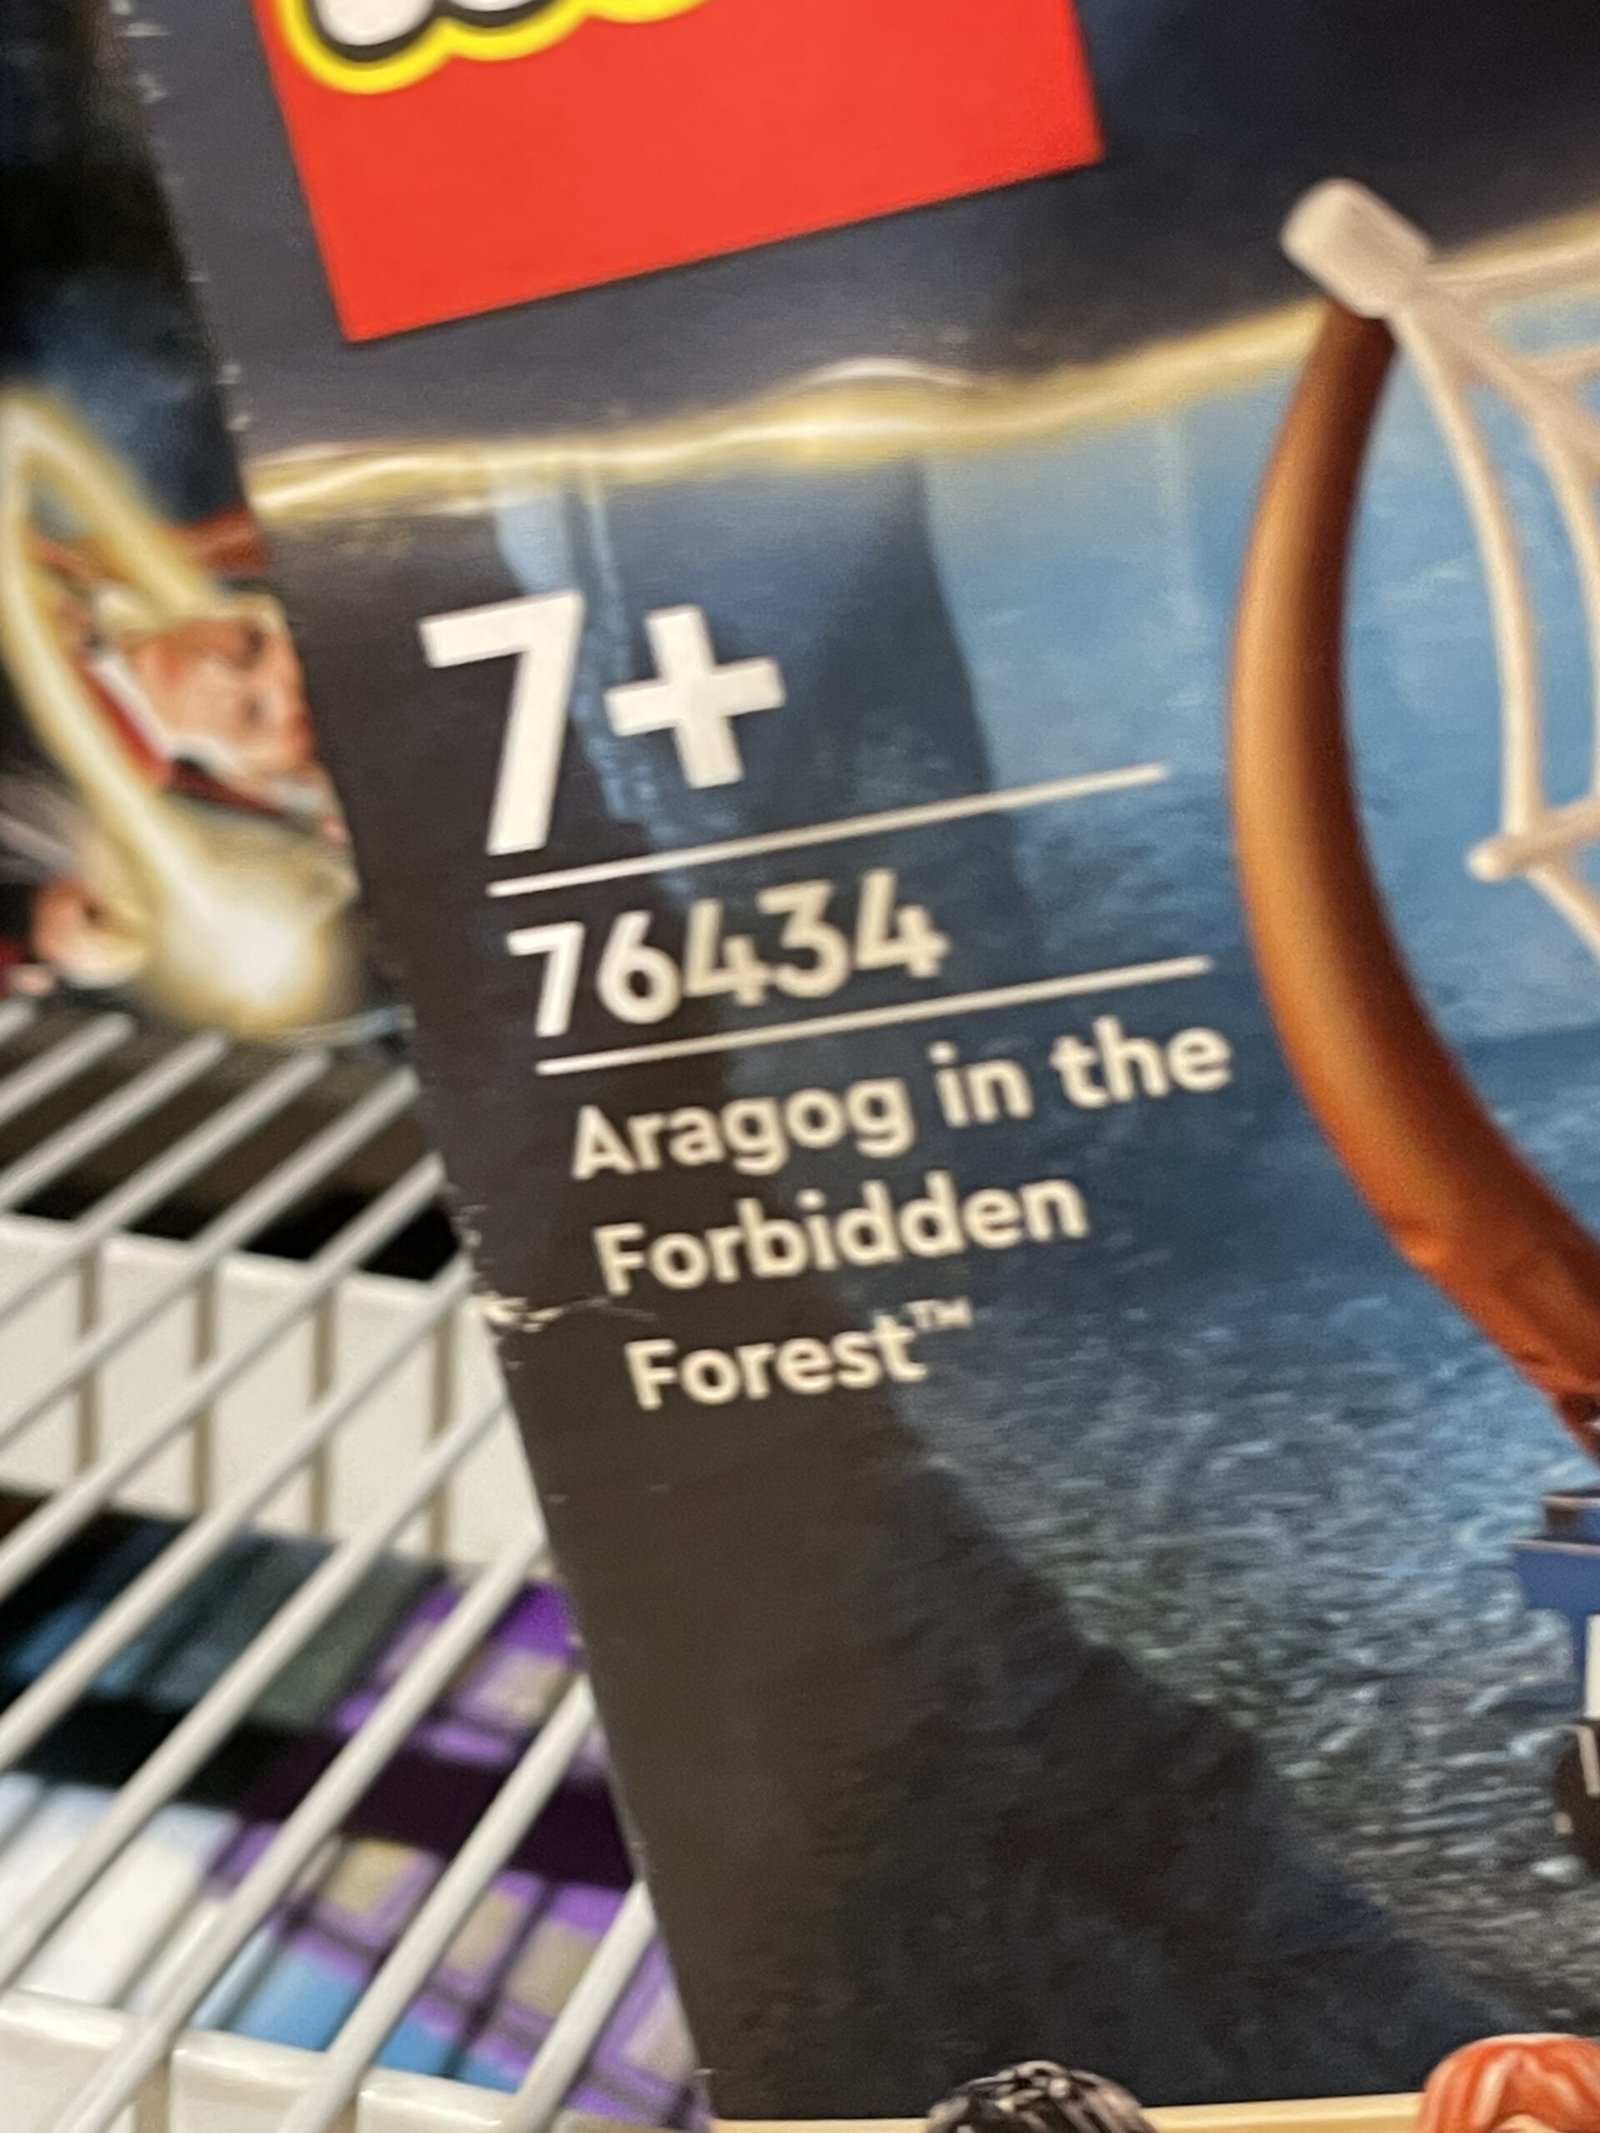 7+
76434
Aragog in the
Forbidden
Forest™